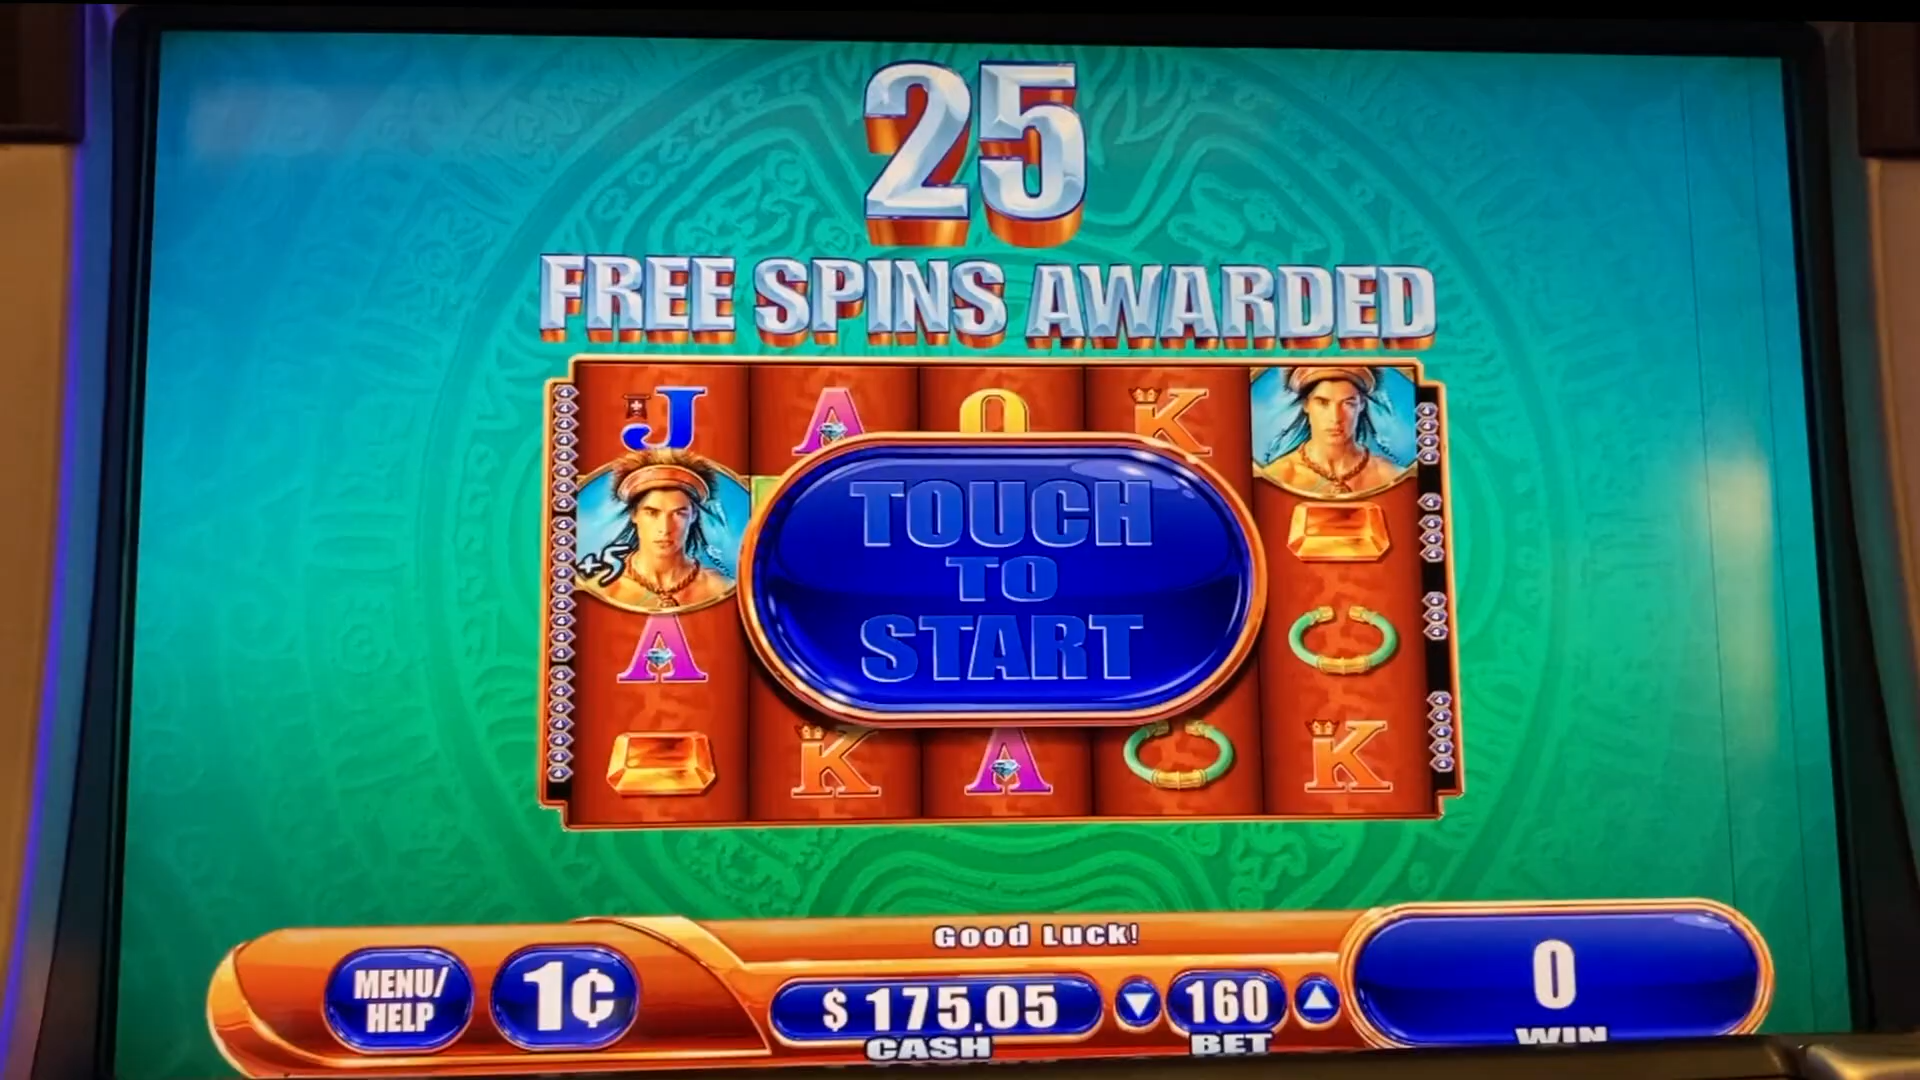 25
FREE SPINS AWARDED
J A Q K
TOUCH
TO
START
+5
A
K A K
Good Luck!
MENU/
HELP
1¢
$ 175.05
CASH
160
BET
0
WIN